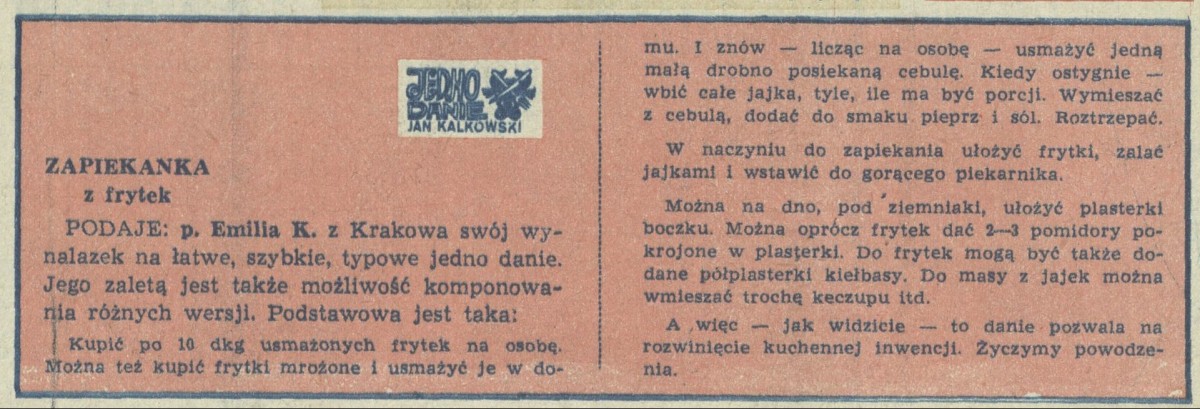 JEDNO
DANIE
JAN KALKOWSKI
ZAPIEKANKA
z frytek
PODAJE: p. Emilia K. z Krakowa swój wy-
nalazek na łatwe, szybkie, typowe jedno danie.
Jego zaletą jest także możliwość komponowa-
nia różnych wersji. Podstawowa jest taka:
Kupić po 10 dkg usmażonych frytek na osobę.
Można też kupić frytki mrożone i usmażyć je w do-
mu. I znów — licząc na osobę — usmażyć jedną
małą drobno posiekaną cebulę. Kiedy ostygnie —
wbić całe jajka, tyle, ile ma być porcji. Wymieszać
z cebulą, dodać do smaku pieprz i sól. Roztrzepać.
W naczyniu do zapiekania ułożyć frytki, zalać
jajkami i wstawić do gorącego piekarnika.
Można na dno, pod ziemniaki, ułożyć plasterki
boczku. Można oprócz frytek dać 2—3 pomidory po-
krojone w plasterki. Do frytek mogą być także do-
dane półplasterki kiełbasy. Do masy z jajek można
wmieszać trochę keczupu itd.
A więc — jak widzicie — to danie pozwala na
rozwinięcie kuchennej inwencji. Życzymy powodze-
nia.